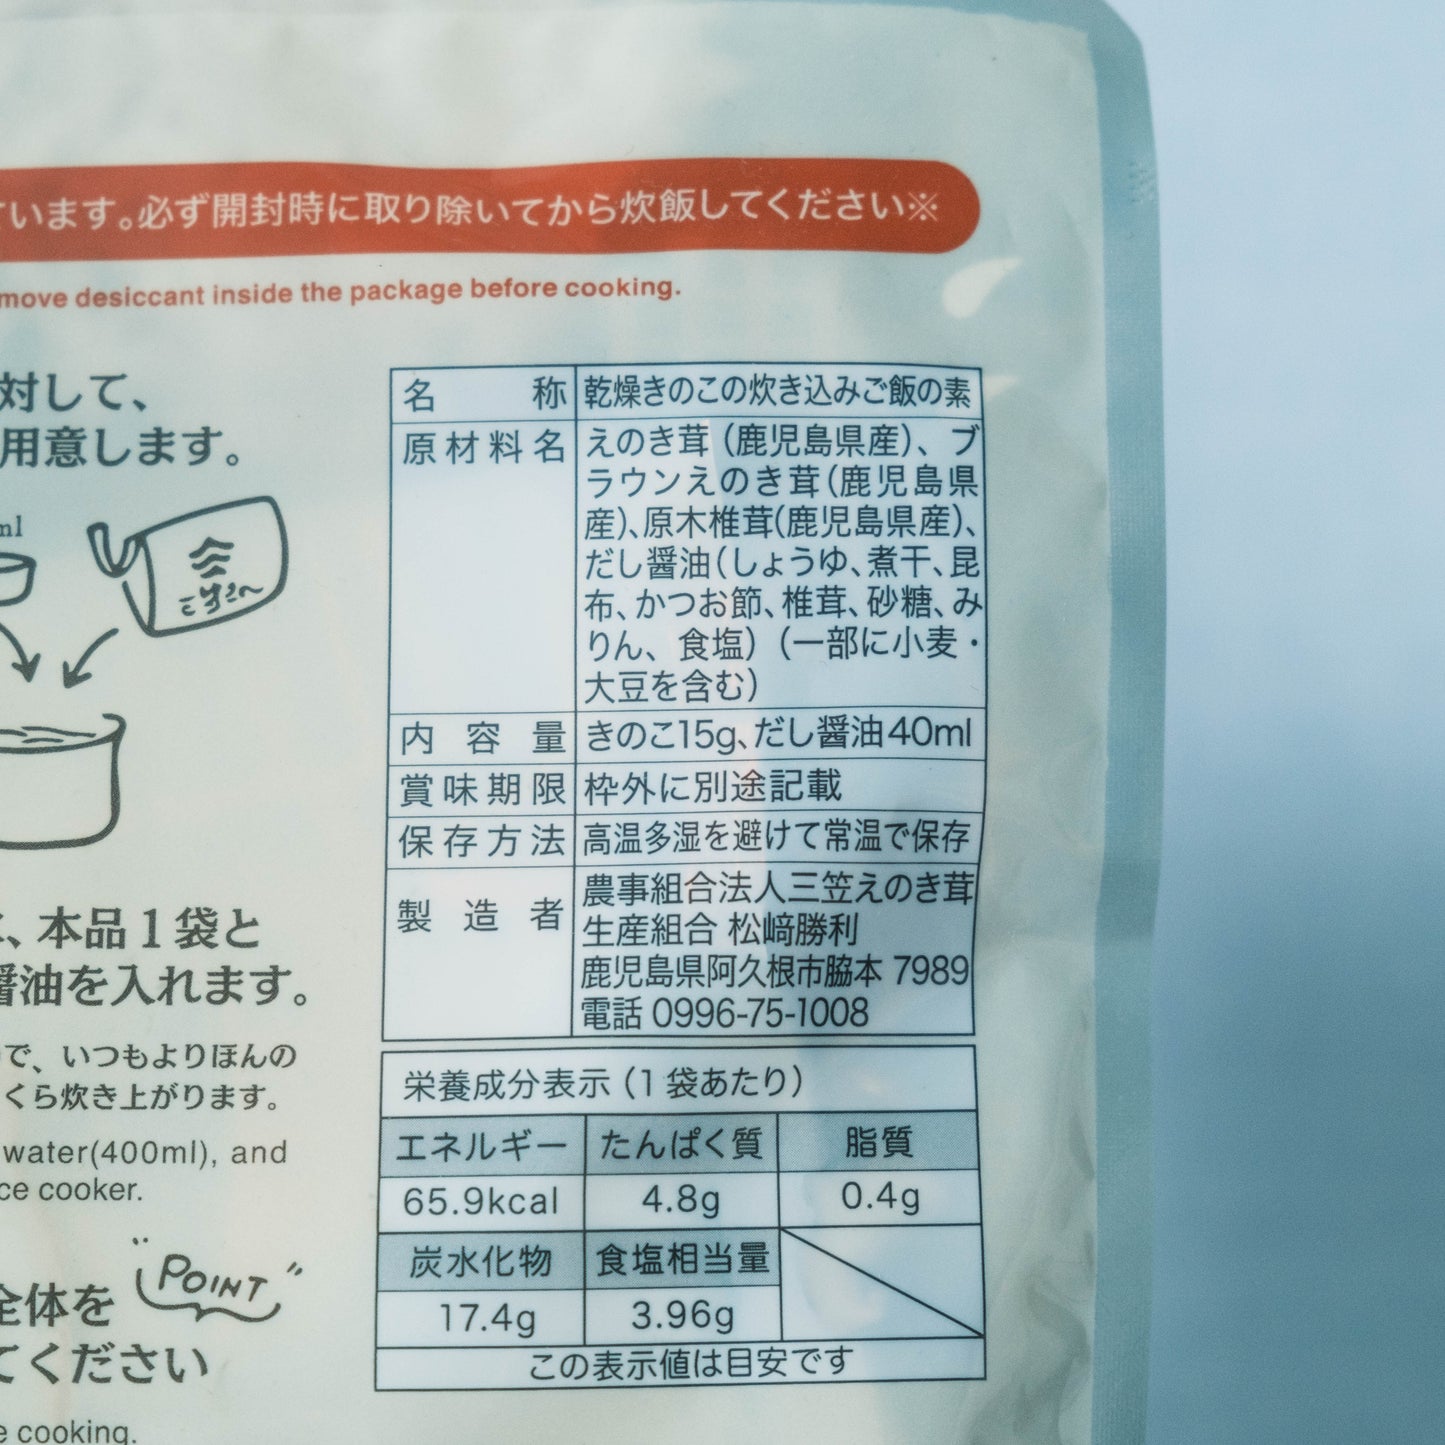 います。必ず開封時に取り除いてから炊飯してください※
move desiccant inside the package before cooking.
対して、
用意します。
ml
ごはんへ
、本品1袋と
醤油を入れます。
で、いつもよりほんの
くら炊き上がります。
water(400ml), and
ce cooker.
POINT
全体を
てください
e cooking.
名称 乾燥きのこの炊き込みご飯の素
原材料名 えのき茸（鹿児島県産）、ブ
ラウンえのき茸（鹿児島県
産）、原木椎茸（鹿児島県産）、
だし醤油（しょうゆ、煮干、昆
布、かつお節、椎茸、砂糖、み
りん、食塩）（一部に小麦・
大豆を含む）
内容量 きのこ15g、だし醤油40ml
賞味期限 枠外に別途記載
保存方法 高温多湿を避けて常温で保存
製造者 農事組合法人三笠えのき茸
生産組合 松﨑勝利
鹿児島県阿久根市脇本 7989
電話 0996-75-1008
栄養成分表示（1袋あたり）
エネルギー たんぱく質 脂質
65.9kcal 4.8g 0.4g
炭水化物 食塩相当量
17.4g 3.96g
この表示値は目安です